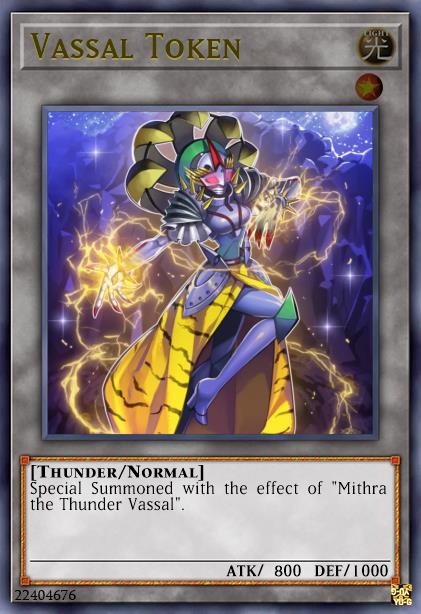 Vassal Token
LIGHT
光
[Thunder/Normal]
Special Summoned with the effect of "Mithra
the Thunder Vassal".
ATK/ 800 DEF/1000
22404676